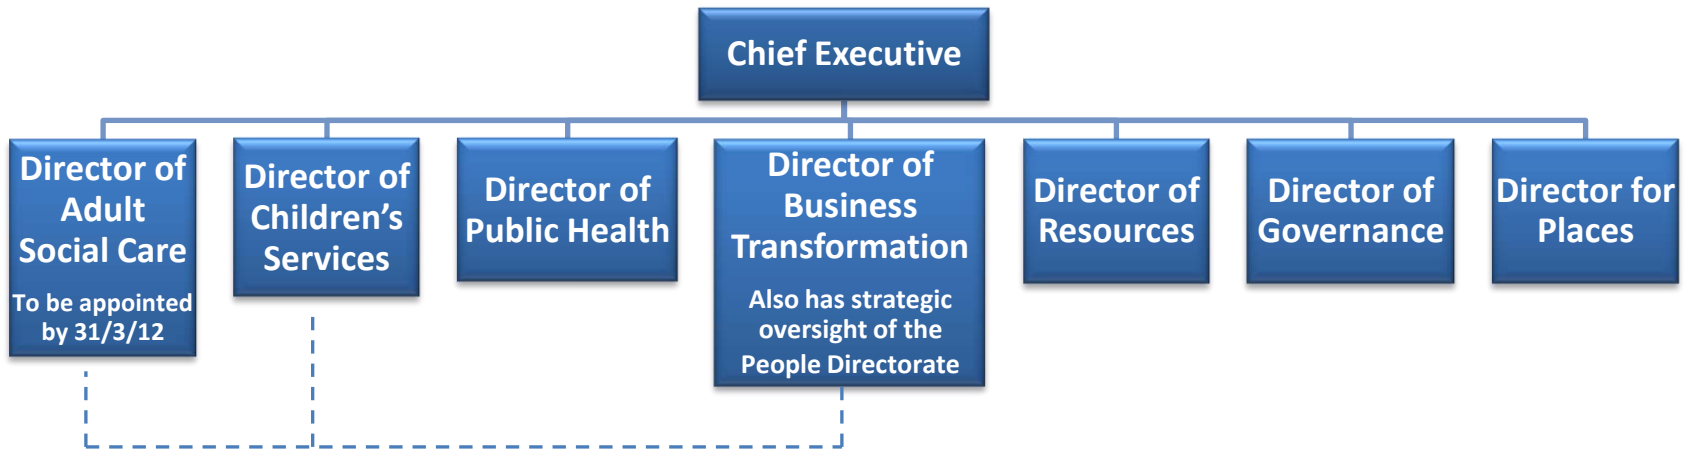 Chief Executive
Director of
Adult
Social Care
To be appointed
by 31/3/12
Director of
Children’s
Services
Director of
Public Health
Director of
Business
Transformation
Also has strategic
oversight of the
People Directorate
Director of
Resources
Director of
Governance
Director for
Places